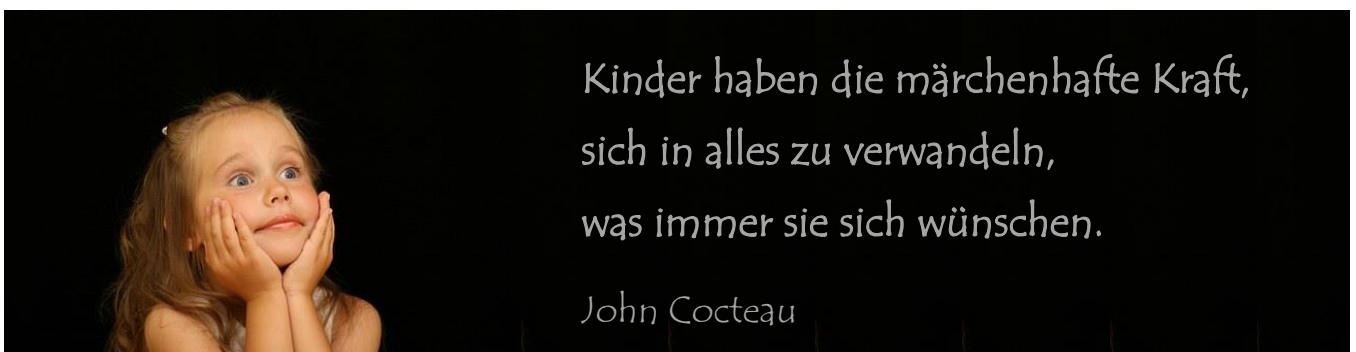 Kinder haben die märchenhafte Kraft,
sich in alles zu verwandeln,
was immer sie sich wünschen.
John Cocteau